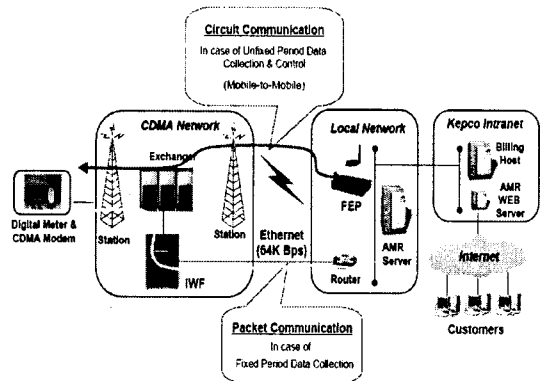 Circuit Communication
In case of Unfixed Period Data
Collection & Control
(Mobile-to-Mobile)
CDMA Network
Local Network
Kepco Intranet
Exchanger
Billing
Host
AMR
WEB
Server
FEP
Digital Meter &
CDMA Modem
Station
Station
Ethernet
(64K Bps)
AMR
Server
IWF
Router
Internet
Customers
Packet Communication
In case of
Fixed Period Data Collection